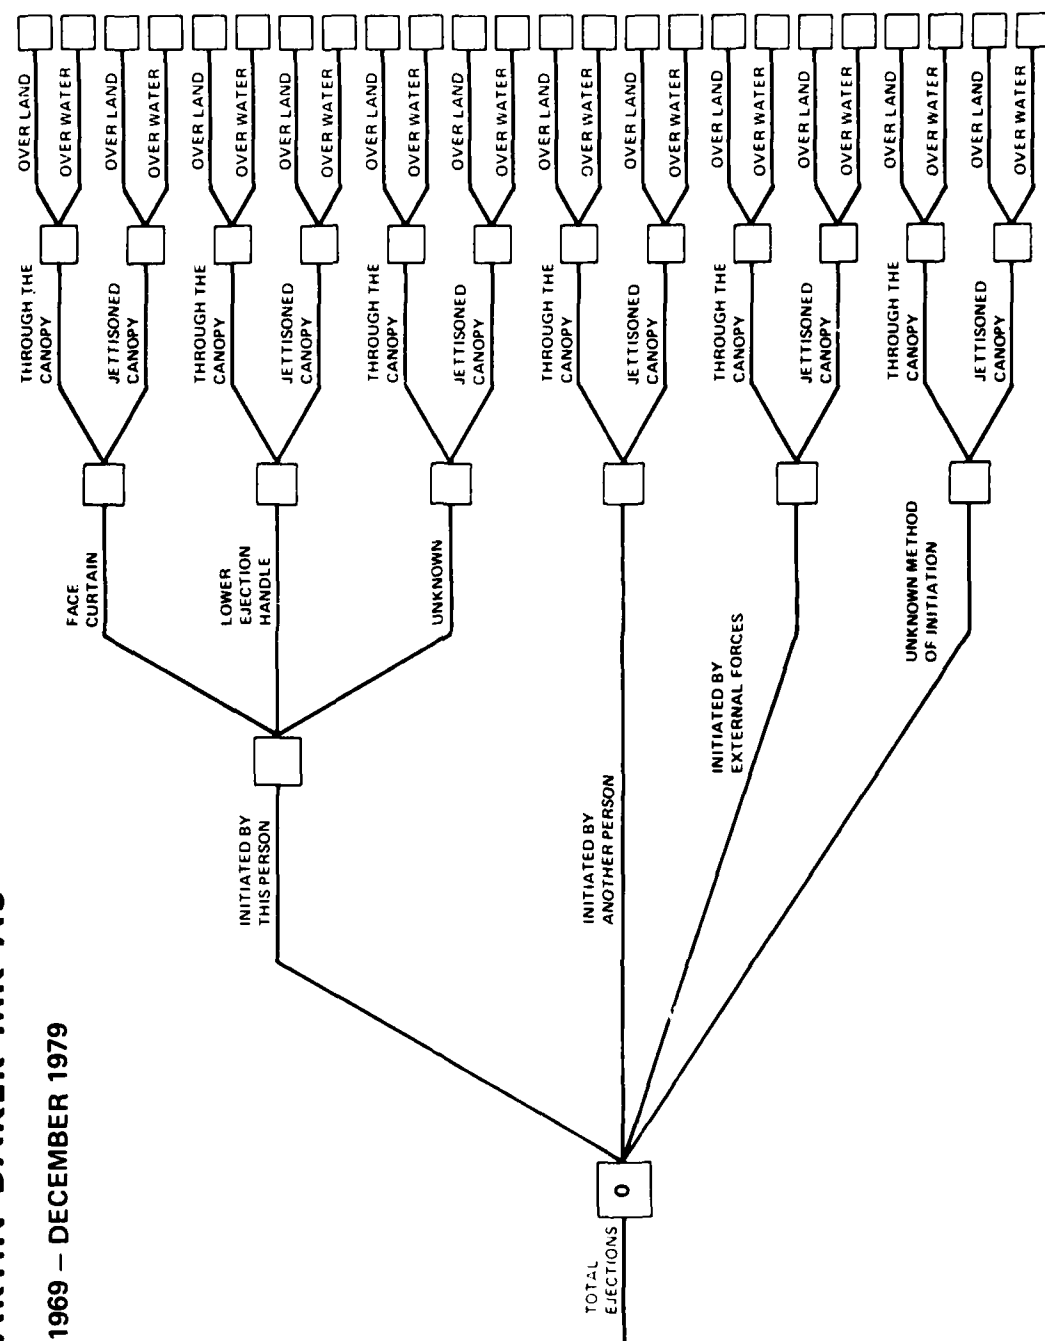 1969 – DECEMBER 1979
TOTAL
EJECTIONS
0
INITIATED BY
THIS PERSON
FACE
CURTAIN
THROUGH THE
CANOPY
OVER LAND
OVER WATER
JETTISONED
CANOPY
OVER LAND
OVER WATER
LOWER
EJECTION
HANDLE
THROUGH THE
CANOPY
OVER LAND
OVER WATER
JETTISONED
CANOPY
OVER LAND
OVER WATER
UNKNOWN
THROUGH THE
CANOPY
OVER LAND
OVER WATER
JETTISONED
CANOPY
OVER LAND
OVER WATER
INITIATED BY
ANOTHER PERSON
THROUGH THE
CANOPY
OVER LAND
OVER WATER
JETTISONED
CANOPY
OVER LAND
OVER WATER
INITIATED BY
EXTERNAL FORCES
THROUGH THE
CANOPY
OVER LAND
OVER WATER
JETTISONED
CANOPY
OVER LAND
OVER WATER
UNKNOWN METHOD
OF INITIATION
THROUGH THE
CANOPY
OVER LAND
OVER WATER
JETTISONED
CANOPY
OVER LAND
OVER WATER